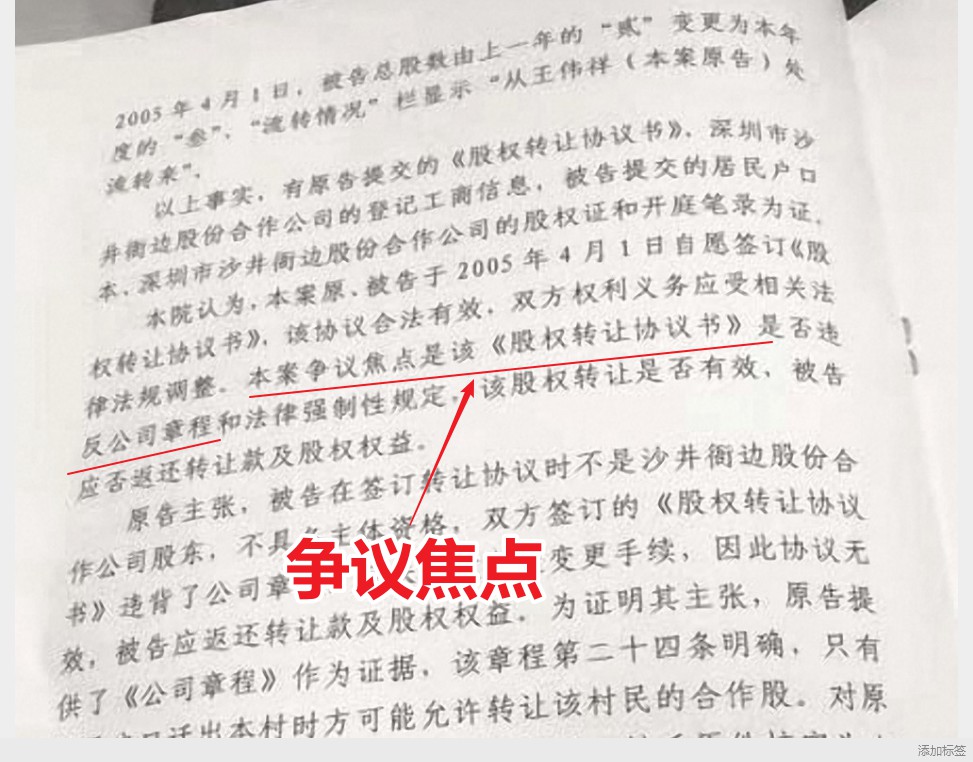 2005年4月1日，被告总股数由上一年的“贰”变更为本年
度的“叁”、“流转情况”栏显示“从王伟祥（本案原告）处
流转来”。
以上事实，有原告提交的《股权转让协议书》，深圳市沙
井衙边股份合作公司的登记工商信息，被告提交的居民户口
本、深圳市沙井衙边股份合作公司的股权证和开庭笔录为证。
本院认为，本案原、被告于2005年4月1日自愿签订《股
权转让协议书》，该协议合法有效，双方权利义务应受相关法
律法规调整。本案争议焦点是该《股权转让协议书》是否违
反公司章程和法律强制性规定，该股权转让是否有效、被告
应否返还转让款及股权权益。
原告主张，被告在签订转让协议时不是沙井衙边股份合
作公司股东，不具 主体资格，双方签订的《股权转让协议
书》违背了公司章 变更手续，因此协议无
争议焦点
效，被告应返还转让款及股权权益。为证明其主张，原告提
供了《公司章程》作为证据，该章程第二十四条明确，只有
迁出本村时方可能允许转让该村民的合作股。对原
添加标签